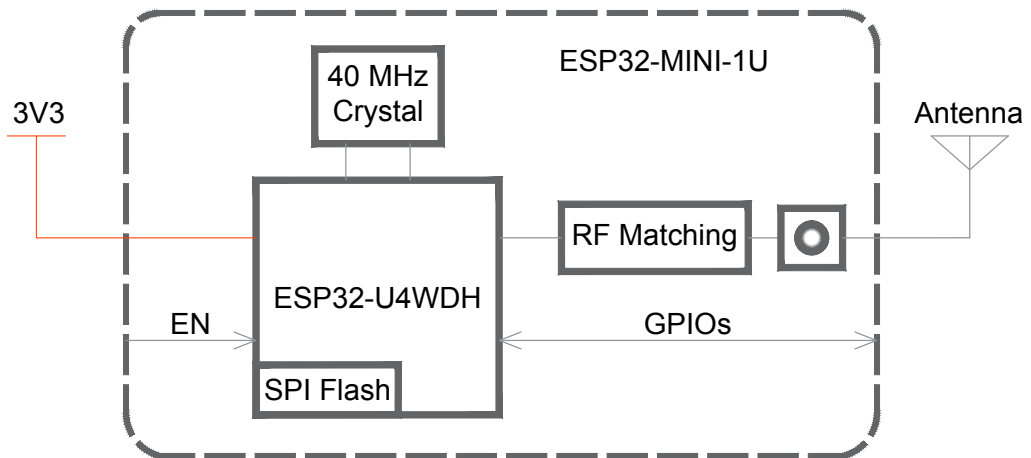 ESP32-MINI-1U
40 MHz
Crystal
3V3
Antenna
RF Matching
ESP32-U4WDH
EN
GPIOs
SPI Flash